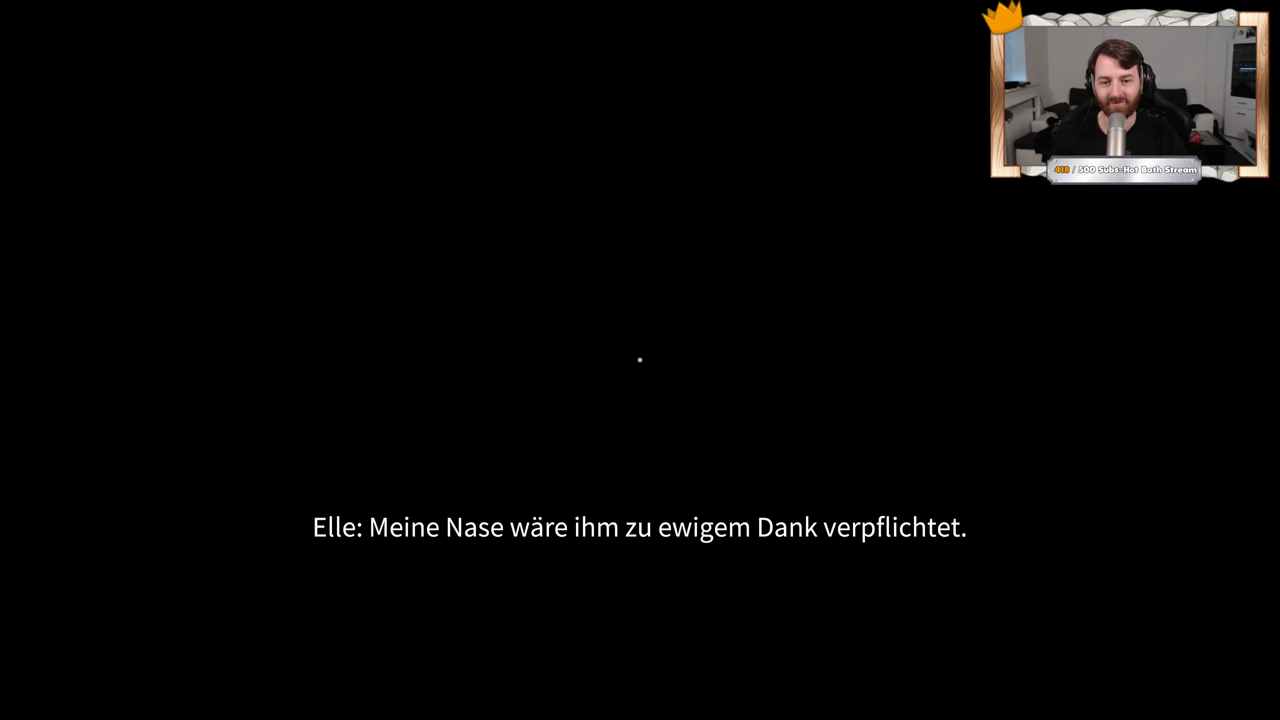 418 / 500 Subs-Hot Bath Stream
Elle: Meine Nase wäre ihm zu ewigem Dank verpflichtet.